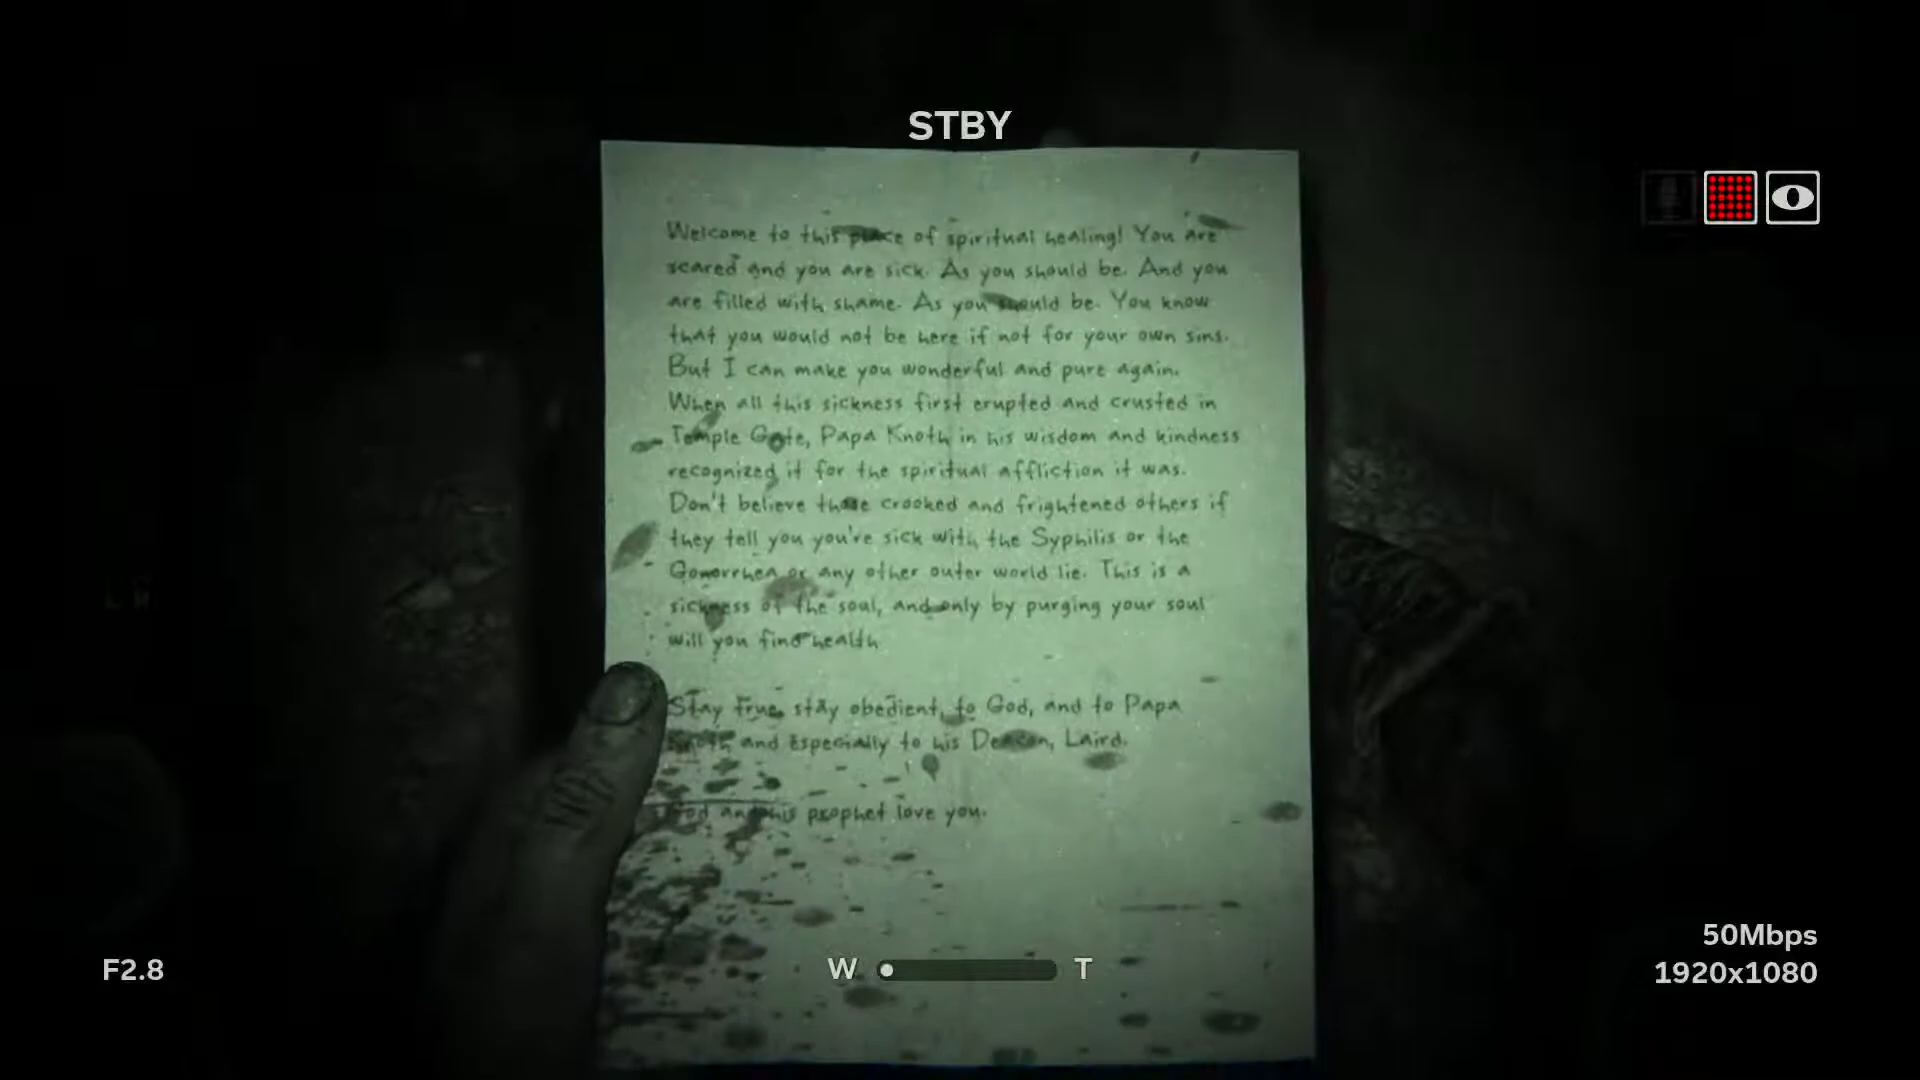 STBY
Welcome to this place of spiritual healing! You are
scared and you are sick. As you should be. And you
are filled with shame. As you should be. You know
that you would not be here if not for your own sins.
But I can make you wonderful and pure again.
When all this sickness first erupted and crusted in
Temple Gate, Papa Knoth in his wisdom and kindness
recognized it for the spiritual affliction it was.
Don't believe those crooked and frightened others if
they tell you you're sick with the Syphilis or the
Gonorrhea or any other outer world lie. This is a
sickness of the soul, and only by purging your soul
will you find health
Stay true, stay obedient, to God, and to Papa
Knoth and especially to his Deacon, Laird.
God and his prophet love you.
F2.8
W T
50Mbps
1920x1080